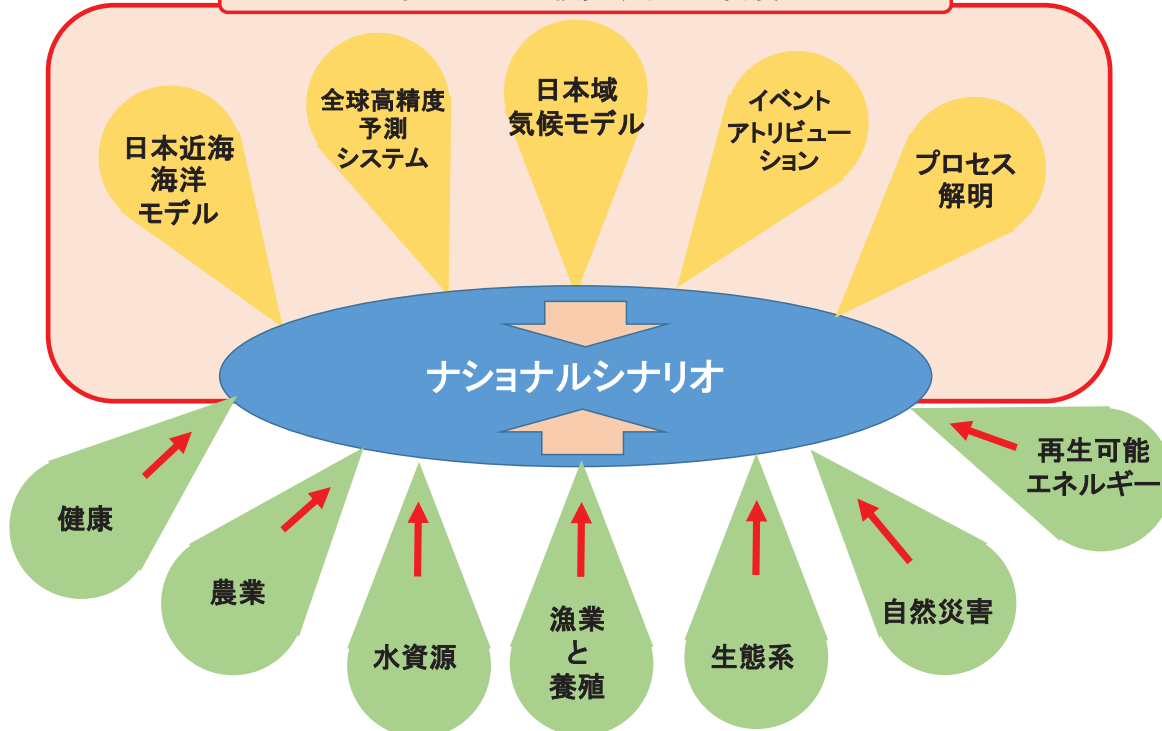 日本近海
海洋
モデル
全球高精度
予測
システム
日本域
気候モデル
イベント
アトリビュー
ション
プロセス
解明
ナショナルシナリオ
健康
農業
水資源
漁業
と
養殖
生態系
自然災害
再生可能
エネルギー